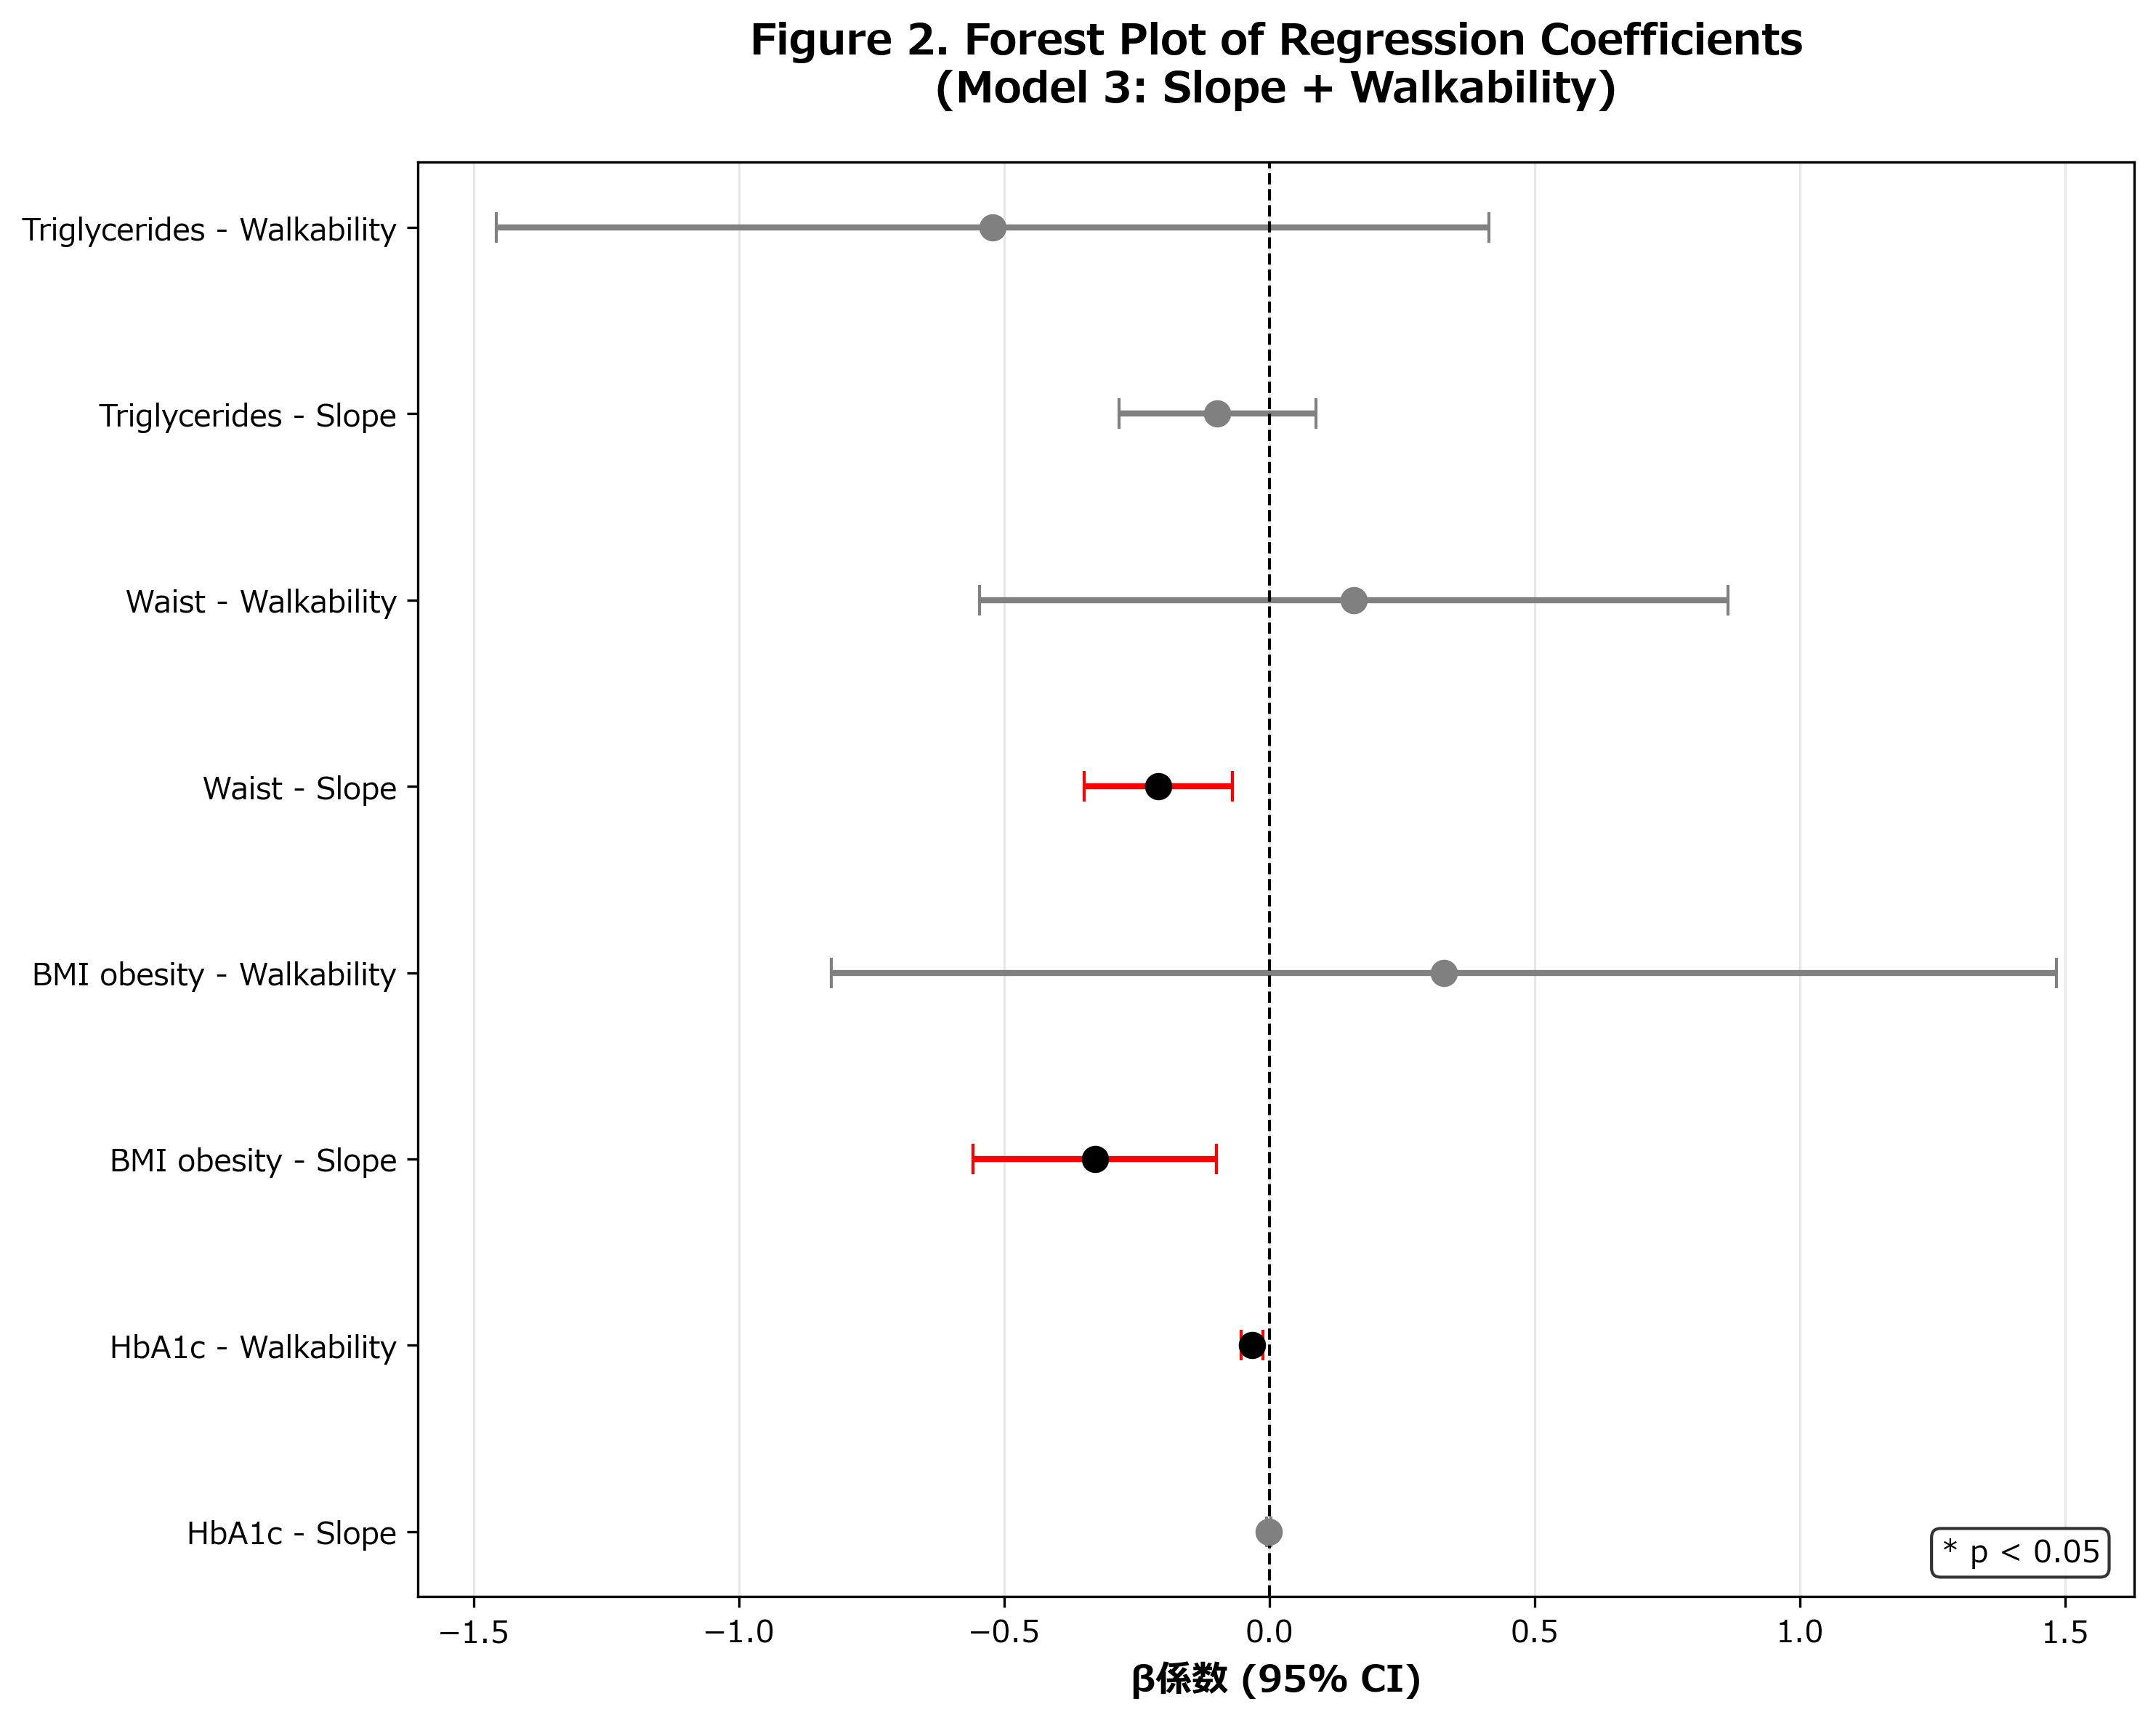 Figure 2. Forest Plot of Regression Coefficients
(Model 3: Slope + Walkability)
Triglycerides - Walkability
Triglycerides - Slope
Waist - Walkability
Waist - Slope
BMI obesity - Walkability
BMI obesity - Slope
HbA1c - Walkability
HbA1c - Slope
* p < 0.05
−1.5 −1.0 −0.5 0.0 0.5 1.0 1.5
β係数 (95% CI)